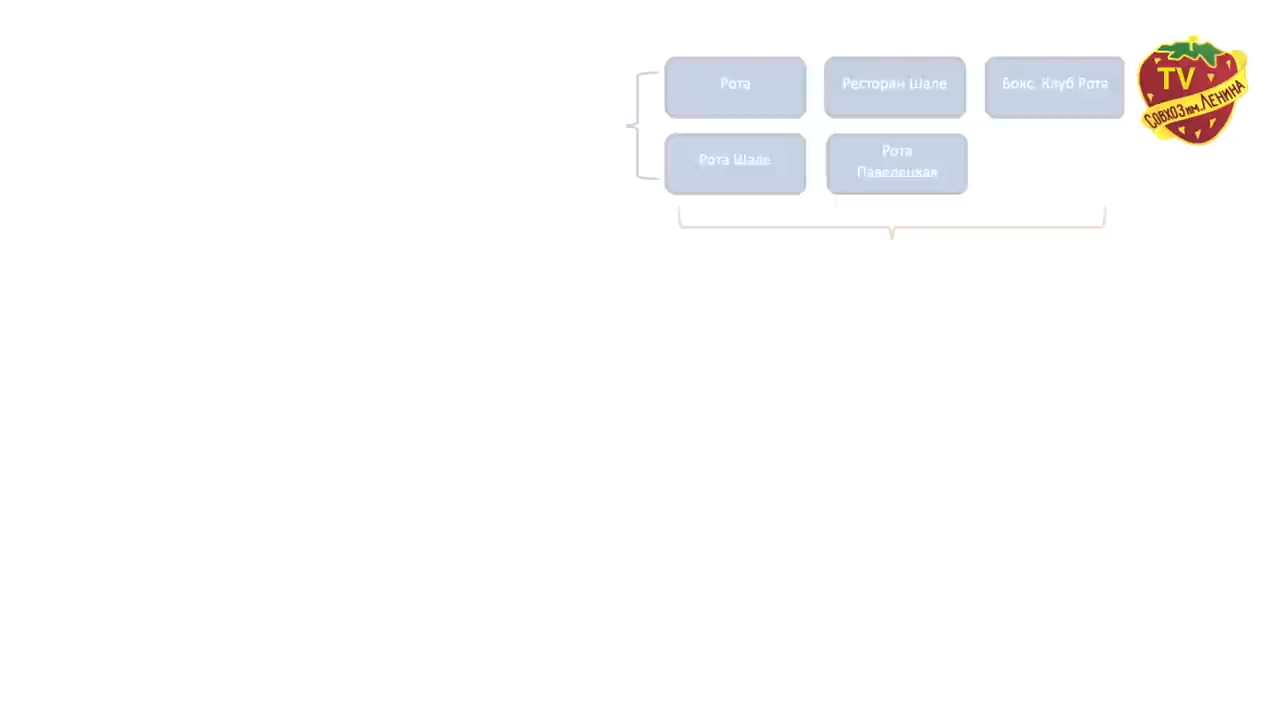 Рота
Ресторан Шале
Бокс. Клуб Рота
Рота Шале
Рота
Павелецкая
TV
СОВХОЗ им. ЛЕНИНА